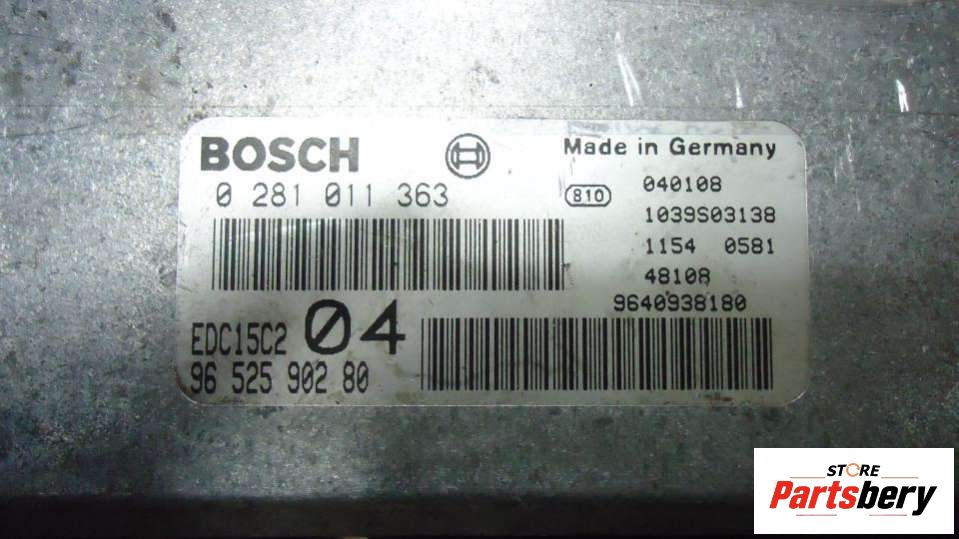 BOSCH
0 281 011 363
EDC15C2 04
96 525 902 80
Made in Germany
810
040108
1039S03138
1154 0581
48108
9640938180
STORE
Partsbery